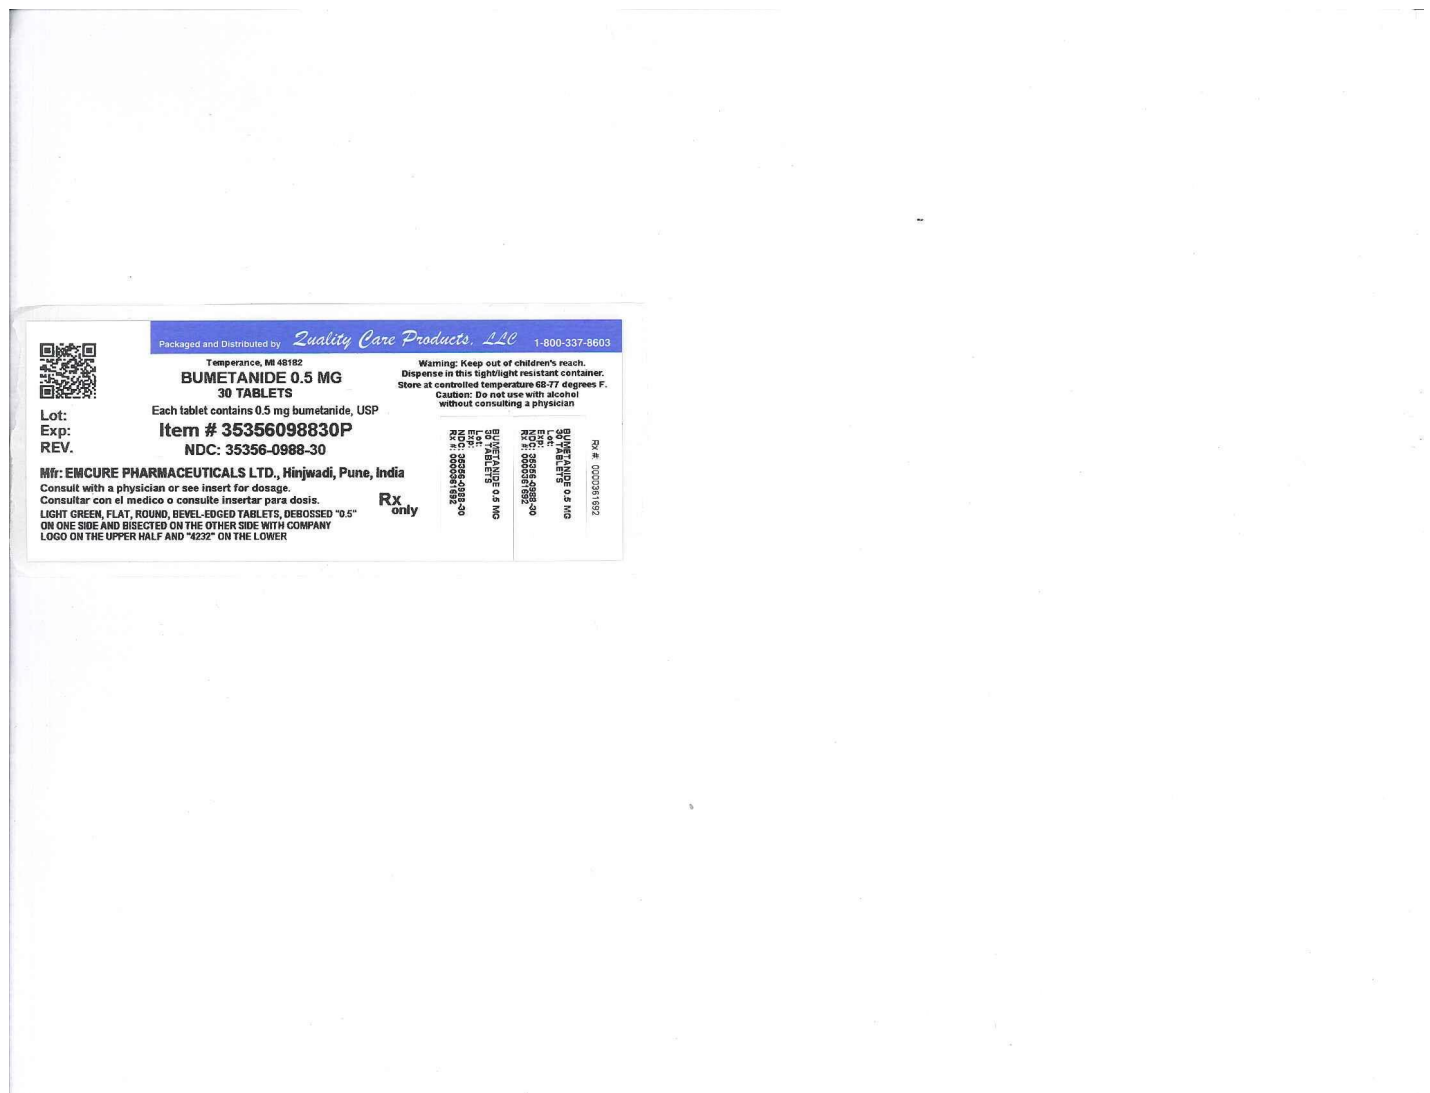 Packaged and Distributed by Quality Care Products, LLC 1-800-337-8603
Temperance, MI 48182
BUMETANIDE 0.5 MG
30 TABLETS
Each tablet contains 0.5 mg bumetanide, USP
Item # 35356098830P
NDC: 35356-0988-30
Lot:
Exp:
REV.
Mfr: EMCURE PHARMACEUTICALS LTD., Hinjwadi, Pune, India
Consult with a physician or see insert for dosage.
Consultar con el medico o consulte insertar para dosis.
LIGHT GREEN, FLAT, ROUND, BEVEL-EDGED TABLETS, DEBOSSED "0.5"
ON ONE SIDE AND BISECTED ON THE OTHER SIDE WITH COMPANY
LOGO ON THE UPPER HALF AND "4232" ON THE LOWER
Rx
only
Warning: Keep out of children's reach.
Dispense in this tight/light resistant container.
Store at controlled temperature 68-77 degrees F.
Caution: Do not use with alcohol
without consulting a physician
BUMETANIDE 0.5 MG
30 TABLETS
Lot:
Exp:
NDC: 35356-0988-30
Rx #: 0000361692
BUMETANIDE 0.5 MG
30 TABLETS
Lot:
Exp:
NDC: 35356-0988-30
Rx #: 0000361692
Rx #: 0000361692